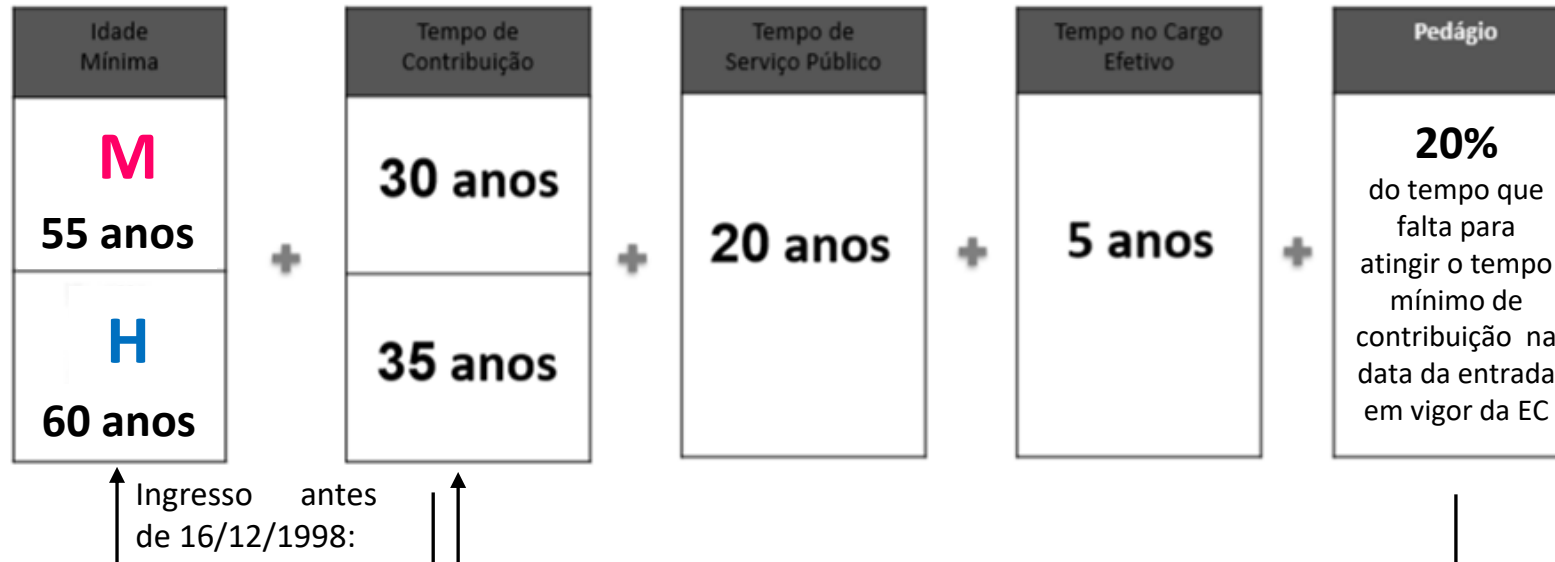 Idade
Mínima
M
55 anos
H
60 anos
Tempo de
Contribuição
30 anos
35 anos
Tempo de
Serviço Público
20 anos
Tempo no Cargo
Efetivo
5 anos
Pedágio
20%
do tempo que
falta para
atingir o tempo
mínimo de
contribuição na
data da entrada
em vigor da EC
Ingresso antes
de 16/12/1998: